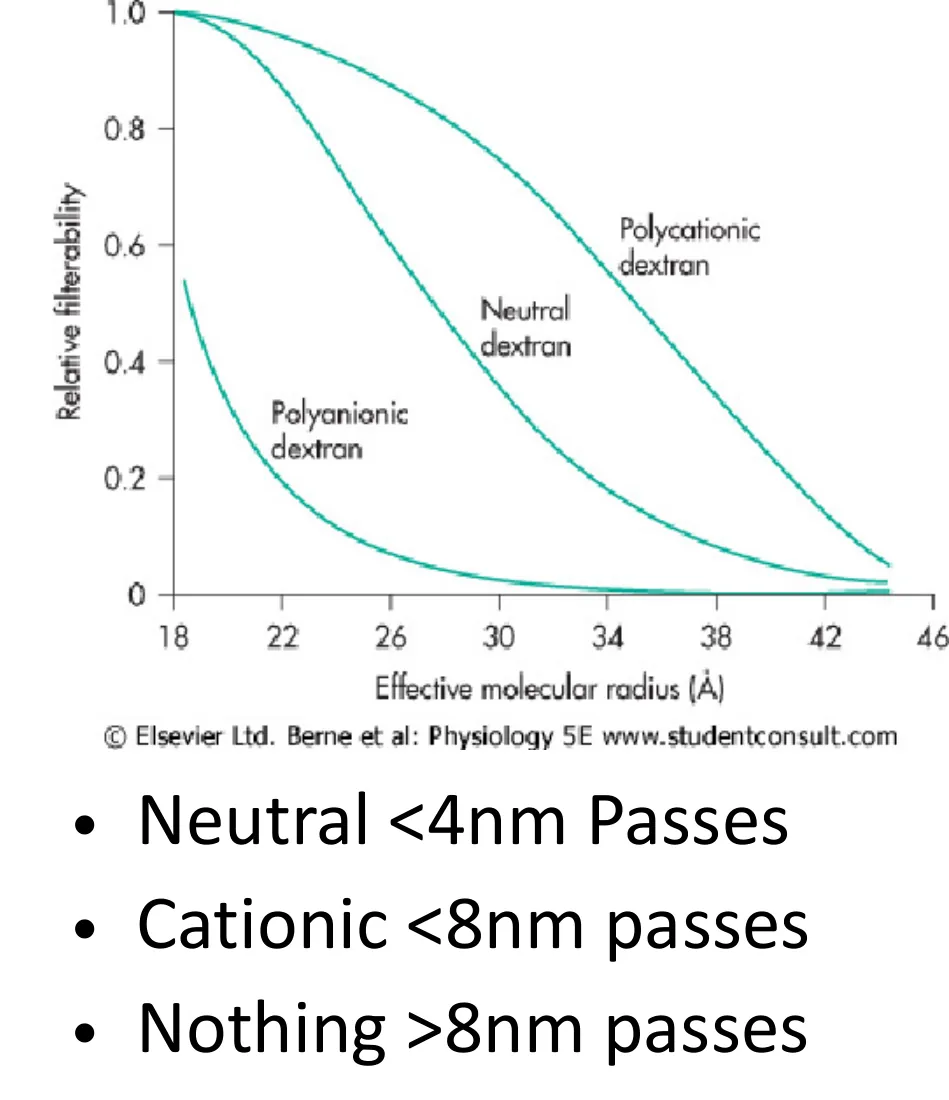 1.0
0.8
0.6
0.4
0.2
0
Relative filterability
Polycationic
dextran
Neutral
dextran
Polyanionic
dextran
18 22 26 30 34 38 42 46
Effective molecular radius (Å)
© Elsevier Ltd. Berne et al: Physiology 5E www.studentconsult.com
• Neutral <4nm Passes
• Cationic <8nm passes
• Nothing >8nm passes